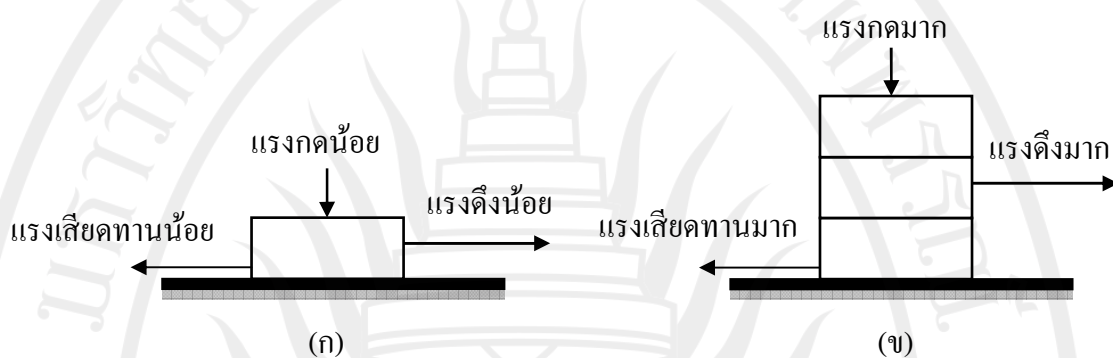 แรงกดน้อย
แรงดึงน้อย
แรงเสียดทานน้อย
(ก)
แรงกดมาก
แรงดึงมาก
แรงเสียดทานมาก
(ข)